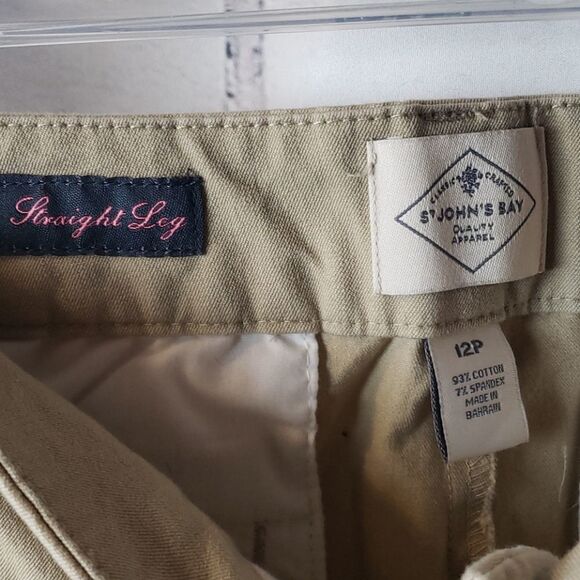 Straight Leg
CLASSIC & CRAFTED
ST JOHN'S BAY
QUALITY
APPAREL
12P
93% COTTON
7% SPANDEX
MADE IN
BAHRAIN